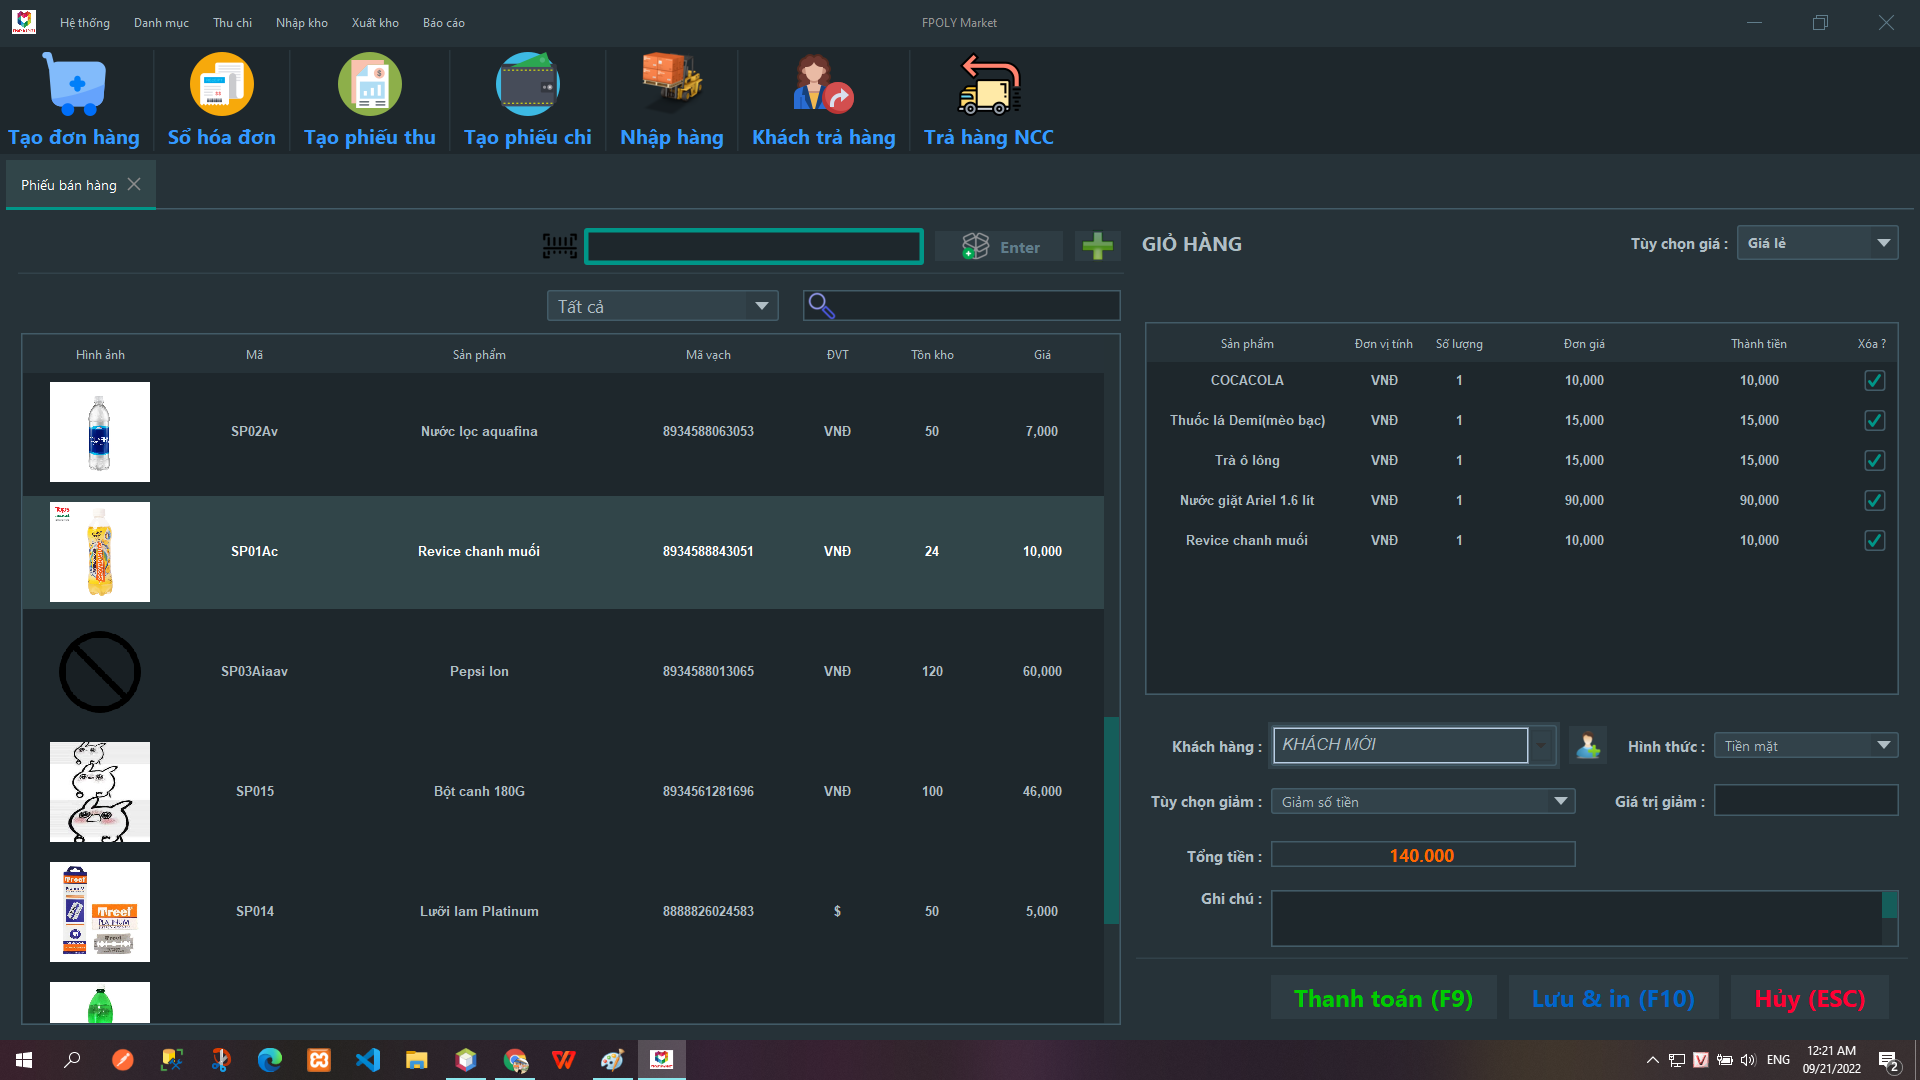 Hệ thống Danh mục Thu chi Nhập kho Xuất kho Báo cáo FPOLY Market
Tạo đơn hàng Sổ hóa đơn Tạo phiếu thu Tạo phiếu chi Nhập hàng Khách trả hàng Trả hàng NCC
Phiếu bán hàng
Enter
Tất cả
Hình ảnh Mã Sản phẩm Mã vạch ĐVT Tồn kho Giá
SP02Av Nước lọc aquafina 8934588063053 VNĐ 50 7,000
SP01Ac Revice chanh muối 8934588843051 VNĐ 24 10,000
SP03Aiaav Pepsi lon 8934588013065 VNĐ 120 60,000
SP015 Bột canh 180G 8934561281696 VNĐ 100 46,000
SP014 Lưỡi lam Platinum 8888826024583 $ 50 5,000
GIỎ HÀNG
Tùy chọn giá : Giá lẻ
Sản phẩm Đơn vị tính Số lượng Đơn giá Thành tiền Xóa ?
COCACOLA VNĐ 1 10,000 10,000
Thuốc lá Demi(mèo bạc) VNĐ 1 15,000 15,000
Trà ô lông VNĐ 1 15,000 15,000
Nước giặt Ariel 1.6 lít VNĐ 1 90,000 90,000
Revice chanh muối VNĐ 1 10,000 10,000
Khách hàng : KHÁCH MỚI Hình thức : Tiền mặt
Tùy chọn giảm : Giảm số tiền Giá trị giảm :
Tổng tiền : 140.000
Ghi chú :
Thanh toán (F9) Lưu & in (F10) Hủy (ESC)
ENG
12:21 AM
09/21/2022
2